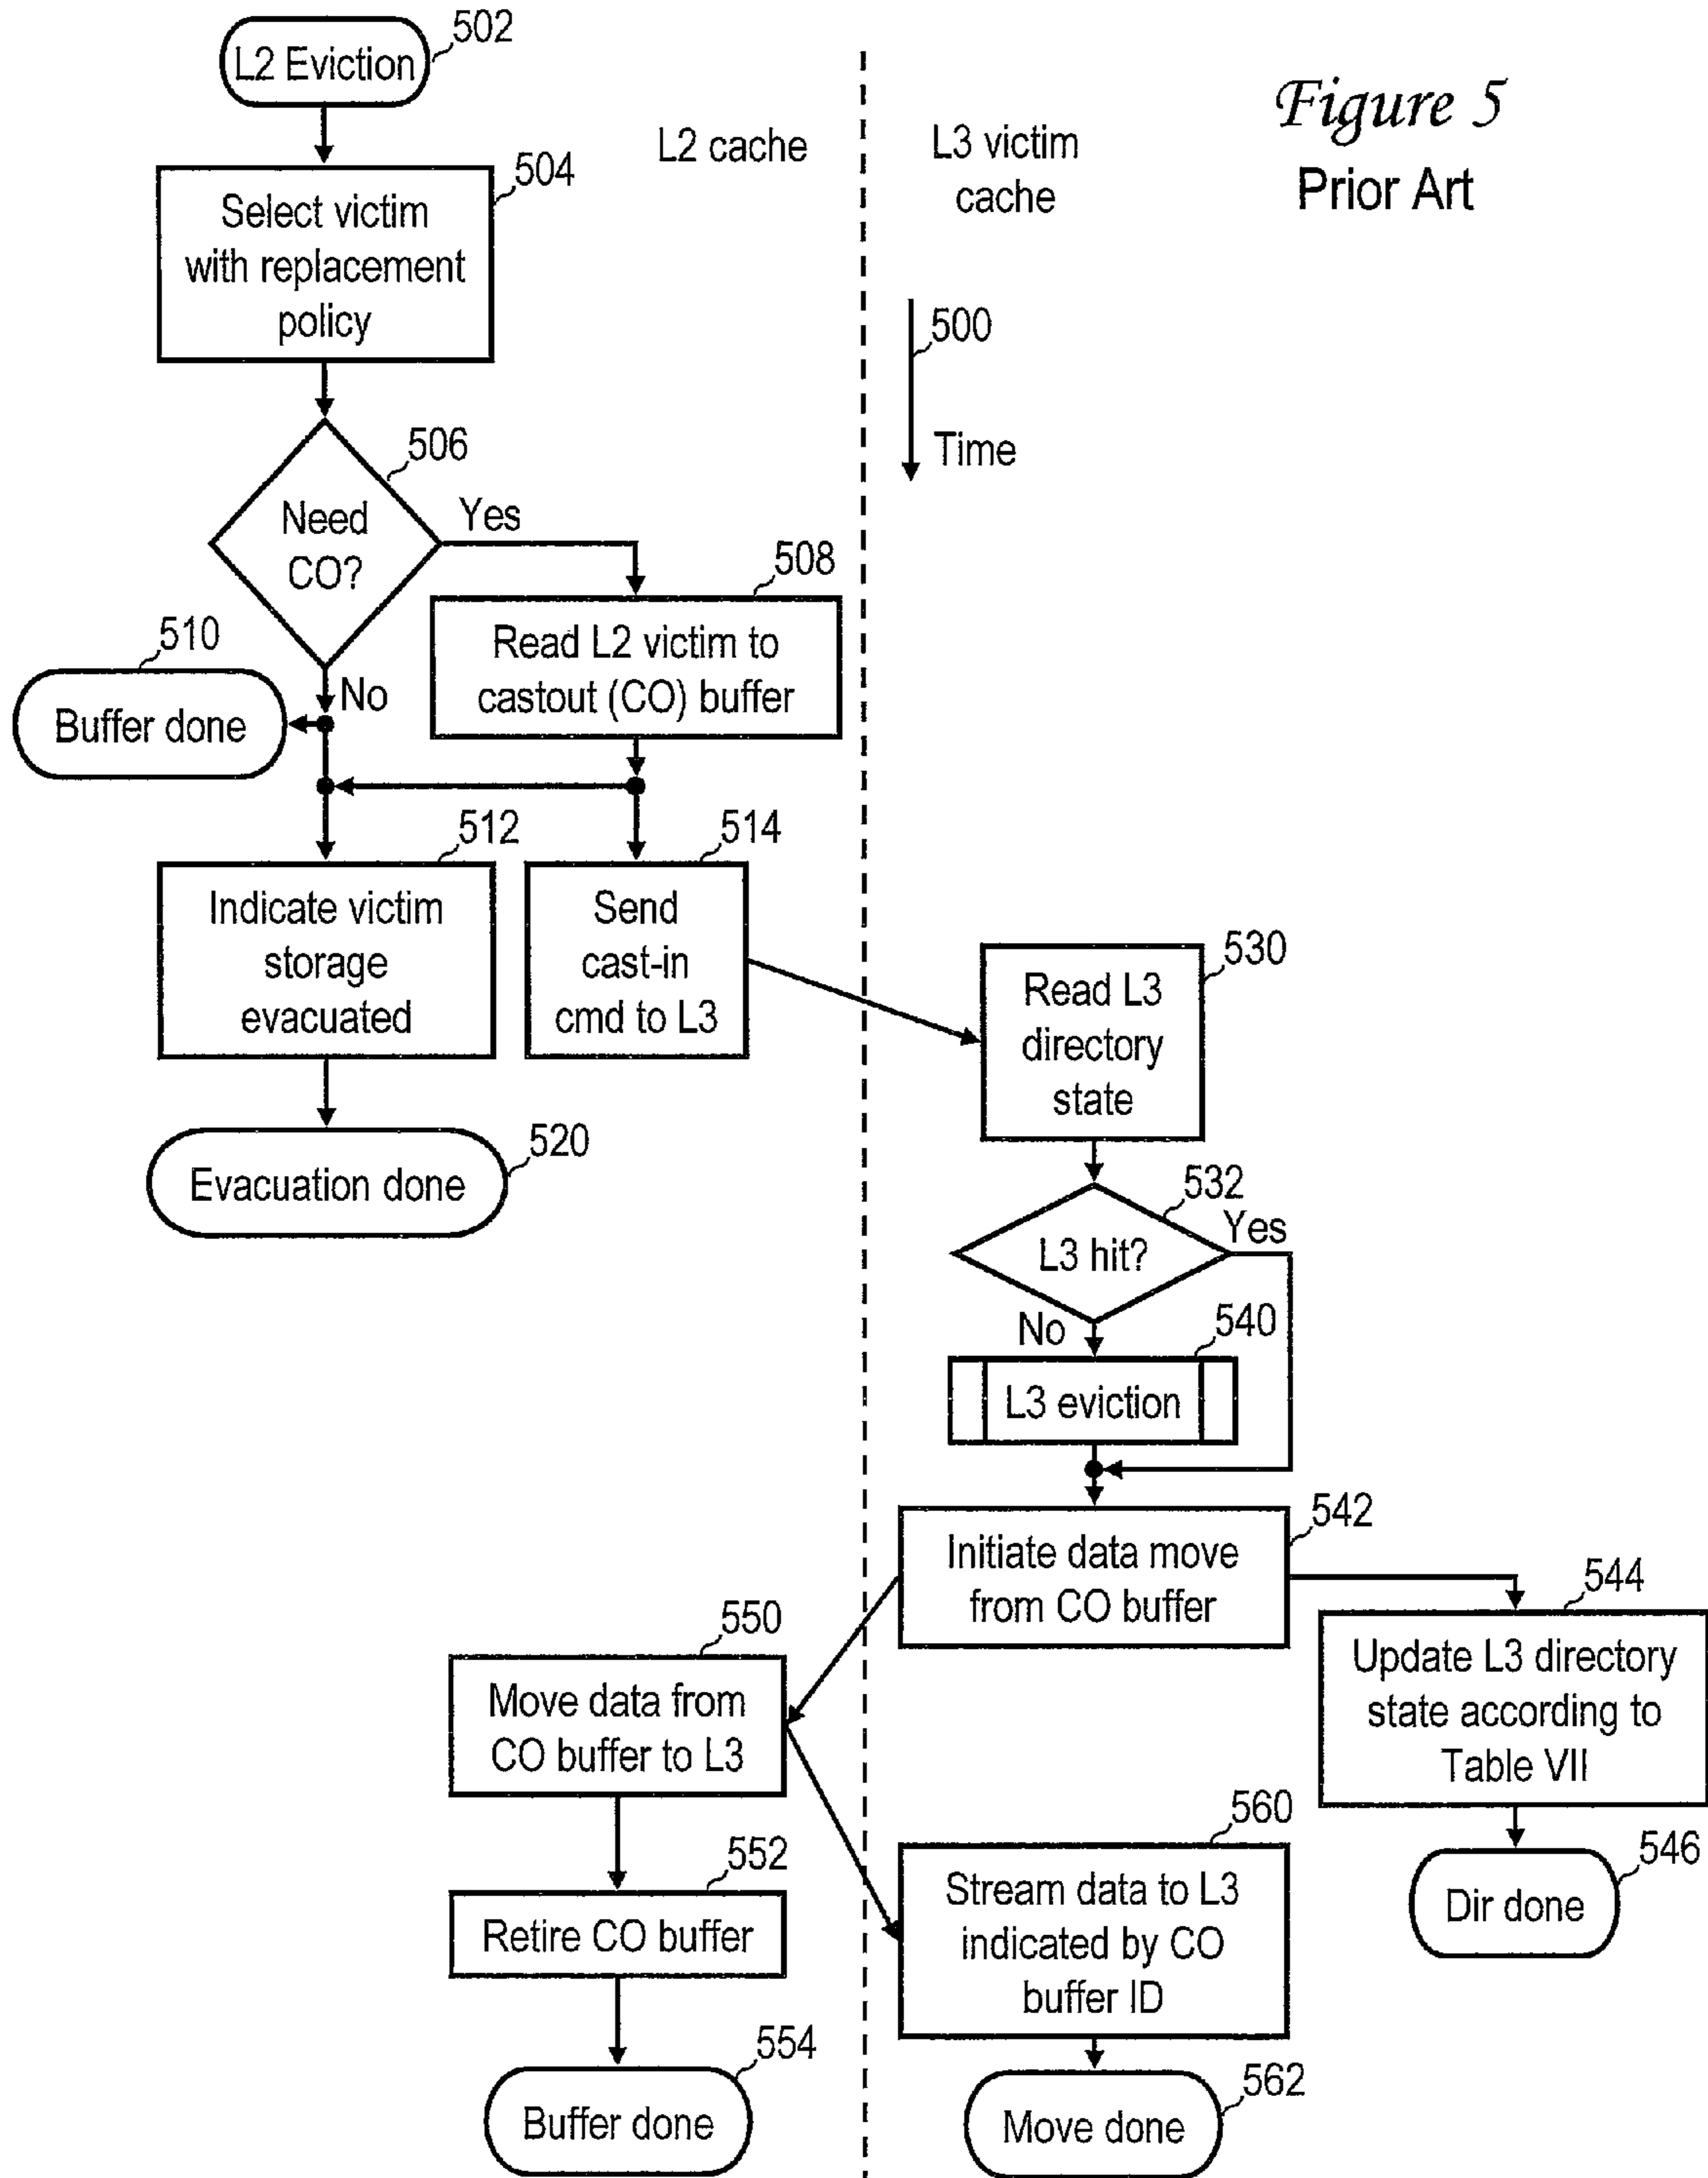 Figure 5
Prior Art
L2 cache
L3 victim
cache
500
Time
502
L2 Eviction
504
Select victim
with replacement
policy
506
Need
CO?
Yes
No
508
Read L2 victim to
castout (CO) buffer
510
Buffer done
512
Indicate victim
storage
evacuated
514
Send
cast-in
cmd to L3
520
Evacuation done
530
Read L3
directory
state
532
L3 hit?
Yes
No
540
L3 eviction
542
Initiate data move
from CO buffer
544
Update L3 directory
state according to
Table VII
546
Dir done
550
Move data from
CO buffer to L3
552
Retire CO buffer
554
Buffer done
560
Stream data to L3
indicated by CO
buffer ID
562
Move done